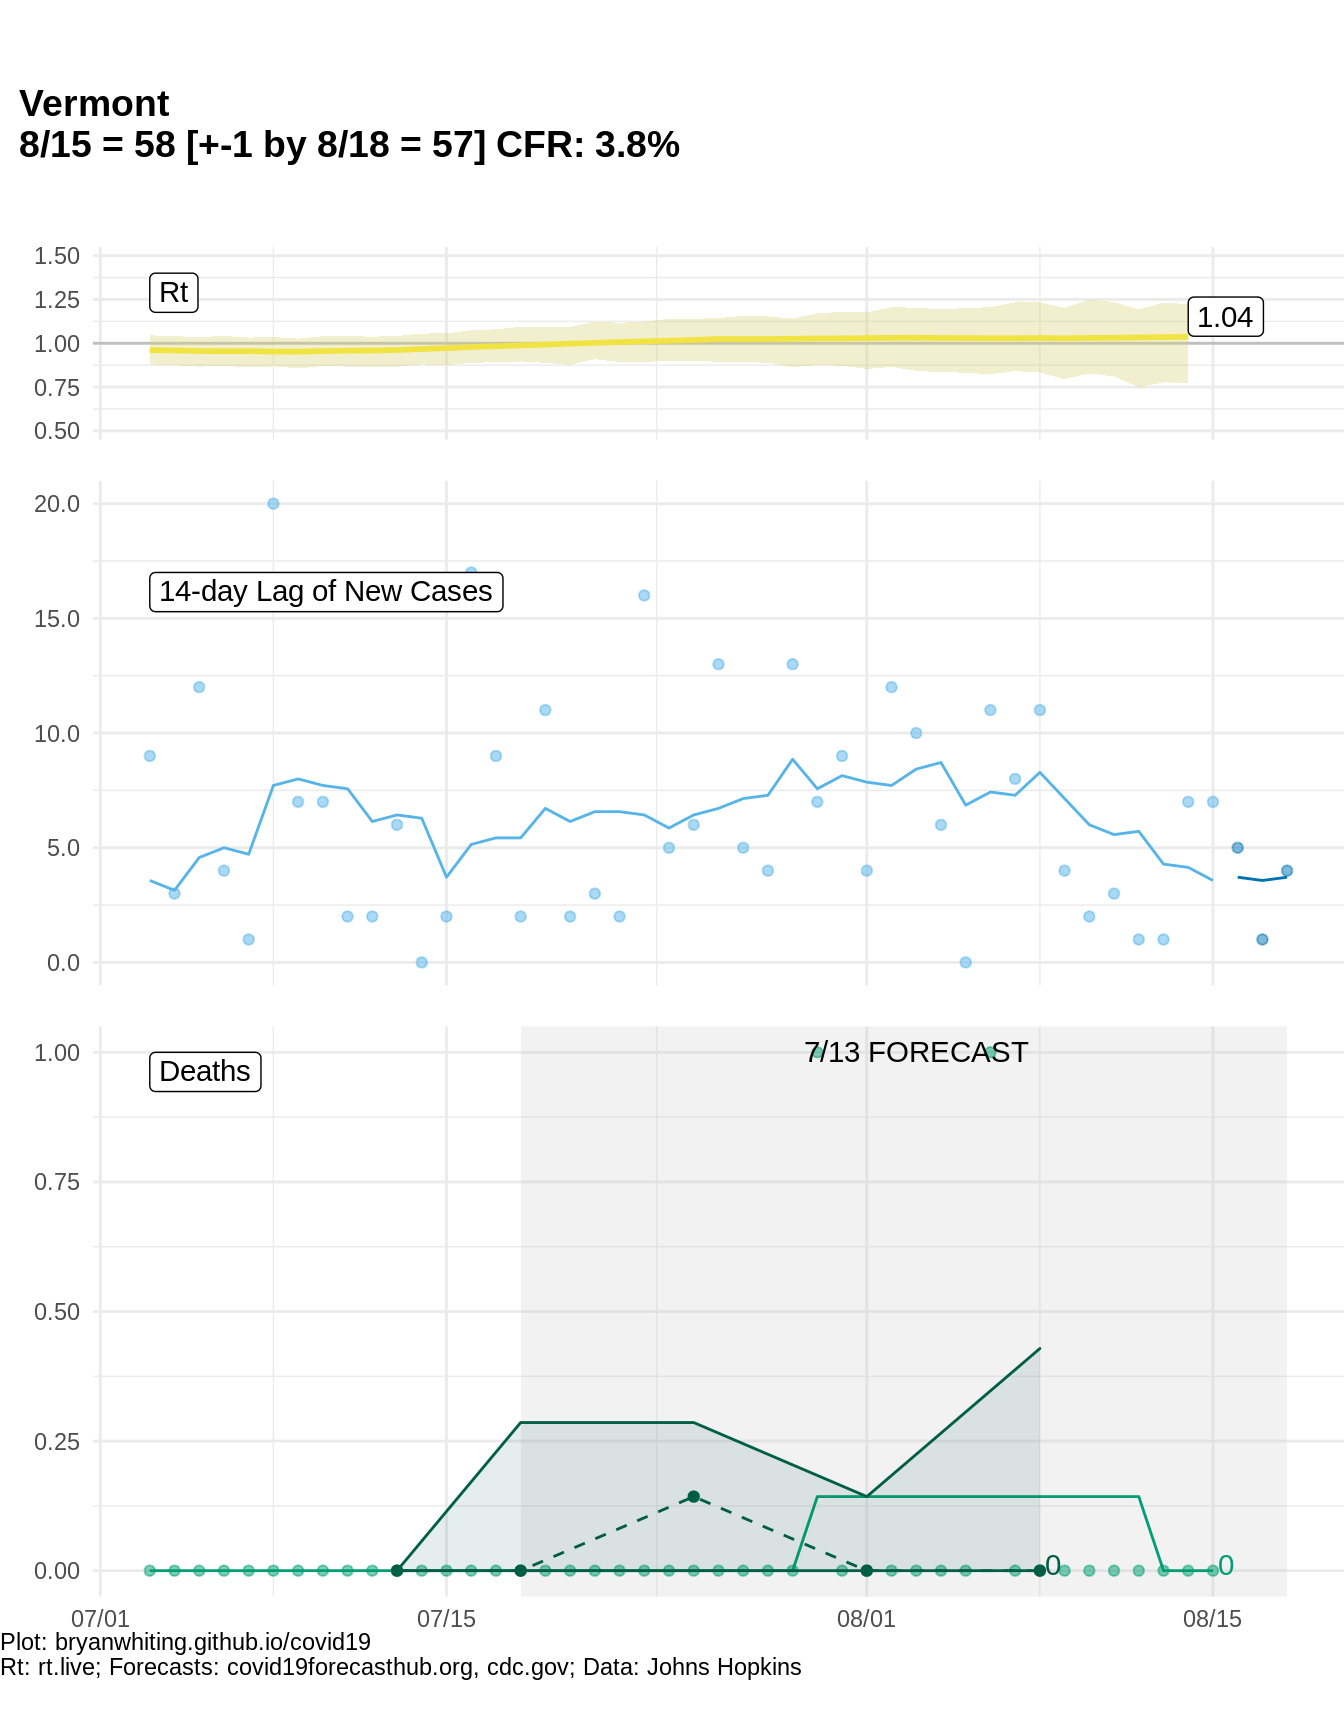 Vermont
8/15 = 58 [+-1 by 8/18 = 57] CFR: 3.8%
1.50
1.25
1.00
0.75
0.50
Rt
1.04
20.0
15.0
10.0
5.0
0.0
14-day Lag of New Cases
1.00
0.75
0.50
0.25
0.00
Deaths
7/13 FORECAST
0
0
07/01
07/15
08/01
08/15
Plot: bryanwhiting.github.io/covid19
Rt: rt.live; Forecasts: covid19forecasthub.org, cdc.gov; Data: Johns Hopkins